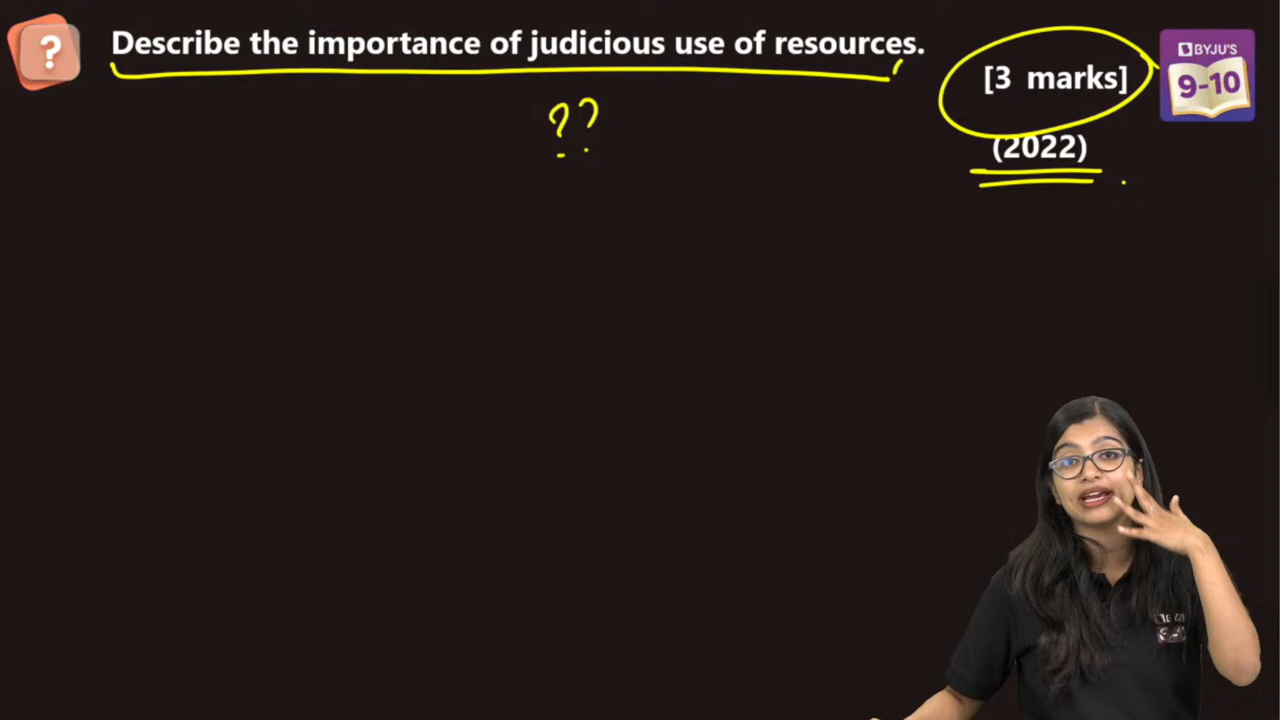 ?
Describe the importance of judicious use of resources.
[3 marks]
BYJU'S
9-10
(2022)
??